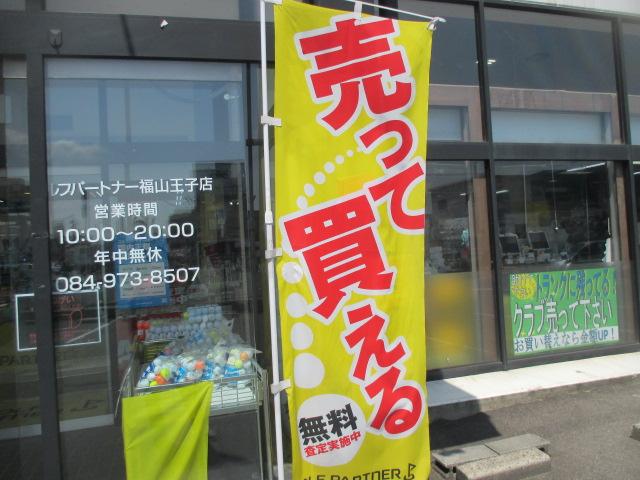 ルフパートナー福山王子店
営業時間
10:00〜20:00
年中無休
084-973-8507
売って
買える
無料
査定実施中
PARTNER
トランクに残ってる
クラブ売って下さい
お買い替えなら金額UP!